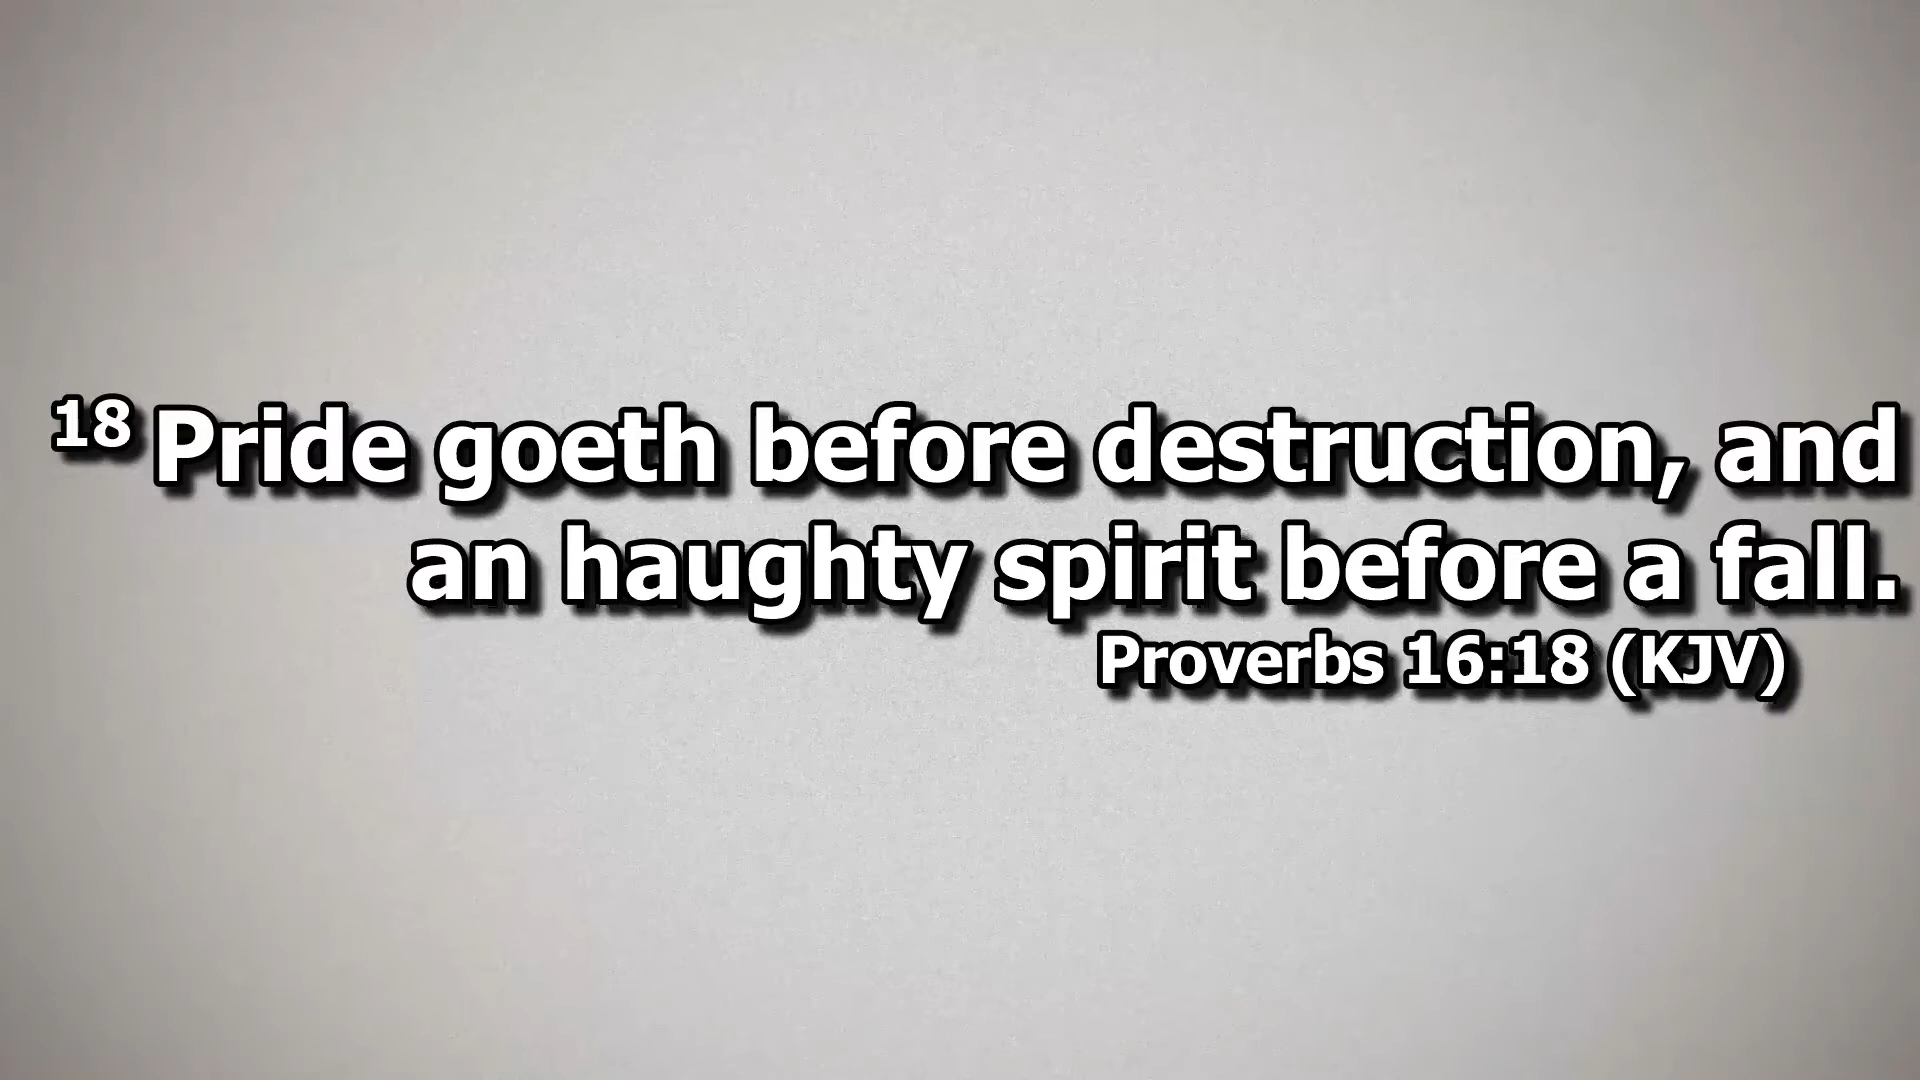 18 Pride goeth before destruction, and
an haughty spirit before a fall.
Proverbs 16:18 (KJV)